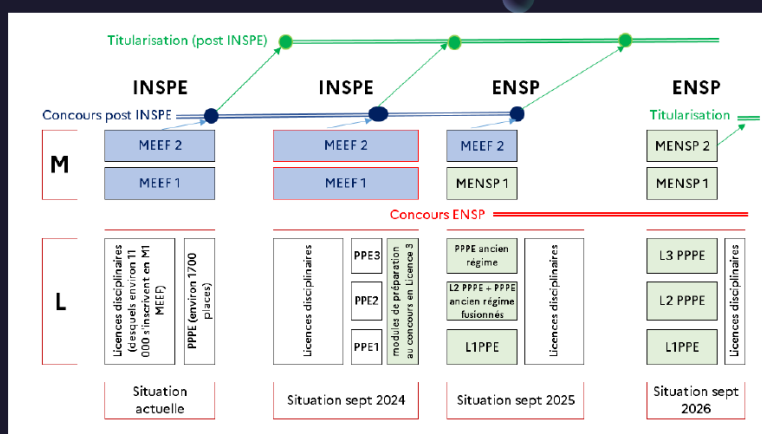 Titularisation (post INSPE)
INSPE
INSPE
ENSP
ENSP
Concours post INSPE
Titularisation
M
MEEF 2
MEEF 2
MEEF 2
MENSP 2
MEEF 1
MEEF 1
MENSP 1
MENSP 1
Concours ENSP
L
Licences disciplinaires
(desquels environ 11
000 s'inscrivent en M1
MEEF)
PPPE (environ 1700
places)
Licences disciplinaires
PPE3
PPE2
PPE1
modules de préparation
au concours en Licence 3
PPPE ancien
régime
L2 PPPE + PPPE
ancien régime
fusionnés
L1PPE
Licences disciplinaires
L3 PPPE
L2 PPPE
L1PPE
Licences disciplinaires
Situation
actuelle
Situation sept 2024
Situation sept 2025
Situation sept
2026